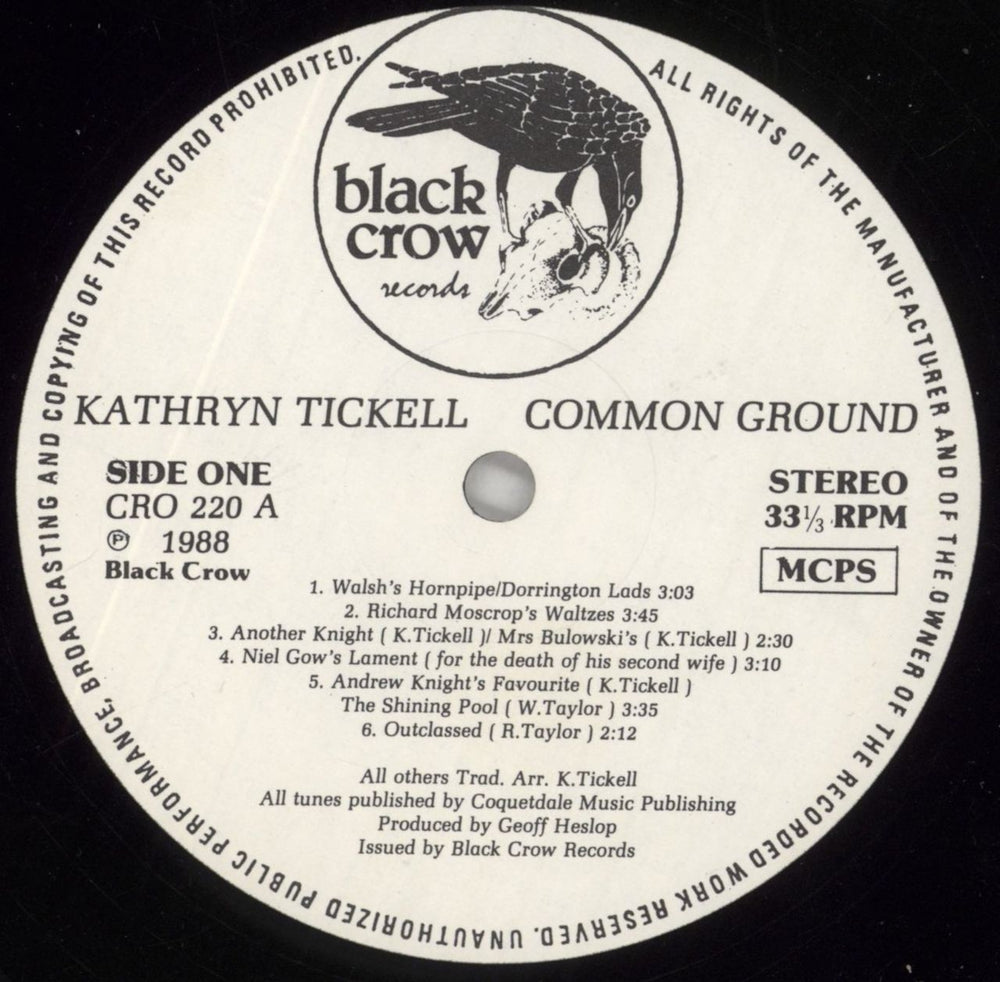 ALL RIGHTS OF THE MANUFACTURER AND OF THE OWNER OF THE RECORDED WORK RESERVED. UNAUTHORIZED PUBLIC PERFORMANCE, BROADCASTING AND COPYING OF THIS RECORD PROHIBITED.
black
crow
records
KATHRYN TICKELL COMMON GROUND
SIDE ONE
CRO 220 A
℗ 1988
Black Crow
STEREO
33⅓ RPM
MCPS
1. Walsh's Hornpipe/Dorrington Lads 3:03
2. Richard Moscrop's Waltzes 3:45
3. Another Knight ( K.Tickell )/ Mrs Bulowski's ( K.Tickell ) 2:30
4. Niel Gow's Lament ( for the death of his second wife ) 3:10
5. Andrew Knight's Favourite ( K.Tickell )
The Shining Pool ( W.Taylor ) 3:35
6. Outclassed ( R.Taylor ) 2:12
All others Trad. Arr. K.Tickell
All tunes published by Coquetdale Music Publishing
Produced by Geoff Heslop
Issued by Black Crow Records